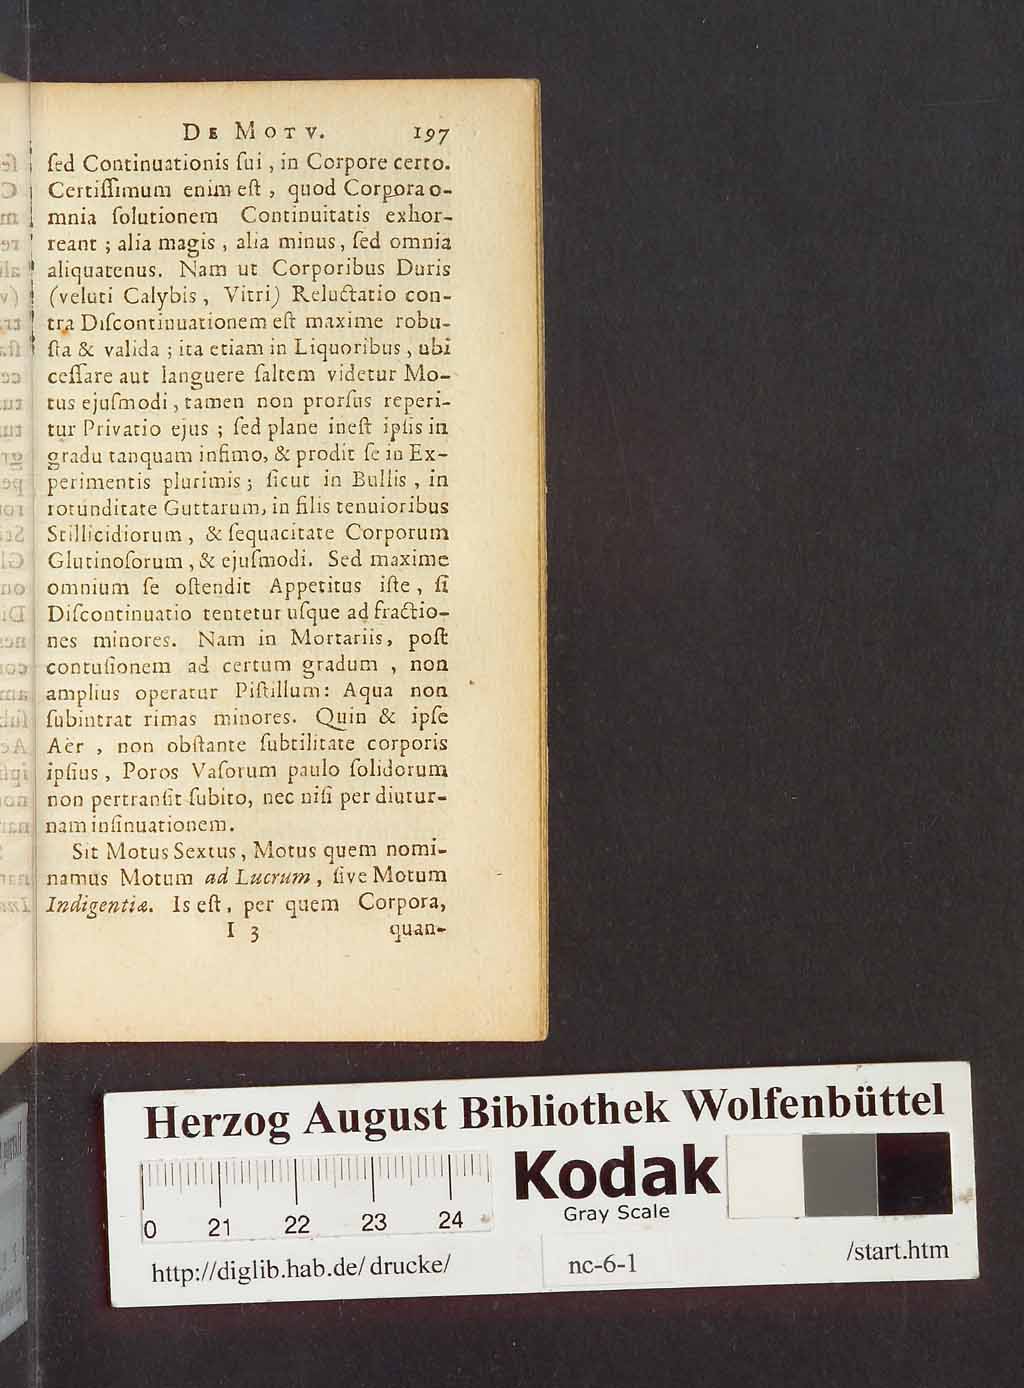 DE MOTV. 197
ſed Continuationis ſui, in Corpore certo.
Certiſſimum enim eſt, quod Corpora o-
mnia ſolutionem Continuitatis exhor-
reant; alia magis, alia minus, ſed omnia
aliquatenus. Nam ut Corporibus Duris
(veluti Calybis, Vitri) Reluctatio con-
tra Diſcontinuationem eſt maxime robu-
ſta & valida; ita etiam in Liquoribus, ubi
ceſſare aut languere ſaltem videtur Mo-
tus ejuſmodi, tamen non prorſus reperi-
tur Privatio ejus; ſed plane ineſt ipſis in
gradu tanquam infimo, & prodit ſe in Ex-
perimentis plurimis; ſicut in Bullis, in
rotunditate Guttarum, in filis tenuioribus
Stillicidiorum, & ſequacitate Corporum
Glutinoſorum, & ejuſmodi. Sed maxime
omnium ſe oſtendit Appetitus iſte, ſi
Diſcontinuatio tentetur uſque ad fractio-
nes minores. Nam in Mortariis, poſt
contuſionem ad certum gradum, non
amplius operatur Piſtillum: Aqua non
ſubintrat rimas minores. Quin & ipſe
Aër, non obſtante ſubtilitate corporis
ipſius, Poros Vaſorum paulo ſolidorum
non pertranſit ſubito, nec niſi per diutur-
nam inſinuationem.
Sit Motus Sextus, Motus quem nomi-
namus Motum ad Lucrum, ſive Motum
Indigentiæ. Is eſt, per quem Corpora,
I 3 quan-
Herzog August Bibliothek Wolfenbüttel
Kodak
Gray Scale
0 21 22 23 24
http://diglib.hab.de/drucke/ nc-6-1 /start.htm